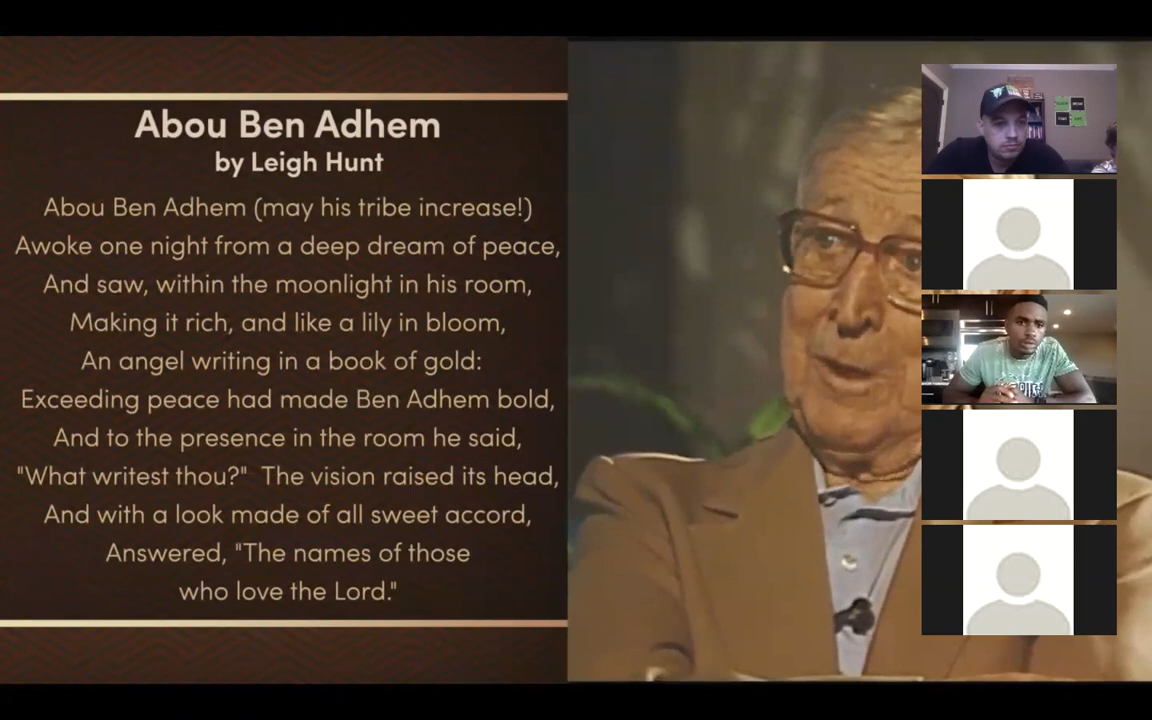 Abou Ben Adhem
by Leigh Hunt
Abou Ben Adhem (may his tribe increase!)
Awoke one night from a deep dream of peace,
And saw, within the moonlight in his room,
Making it rich, and like a lily in bloom,
An angel writing in a book of gold:
Exceeding peace had made Ben Adhem bold,
And to the presence in the room he said,
"What writest thou?"  The vision raised its head,
And with a look made of all sweet accord,
Answered, "The names of those
who love the Lord."